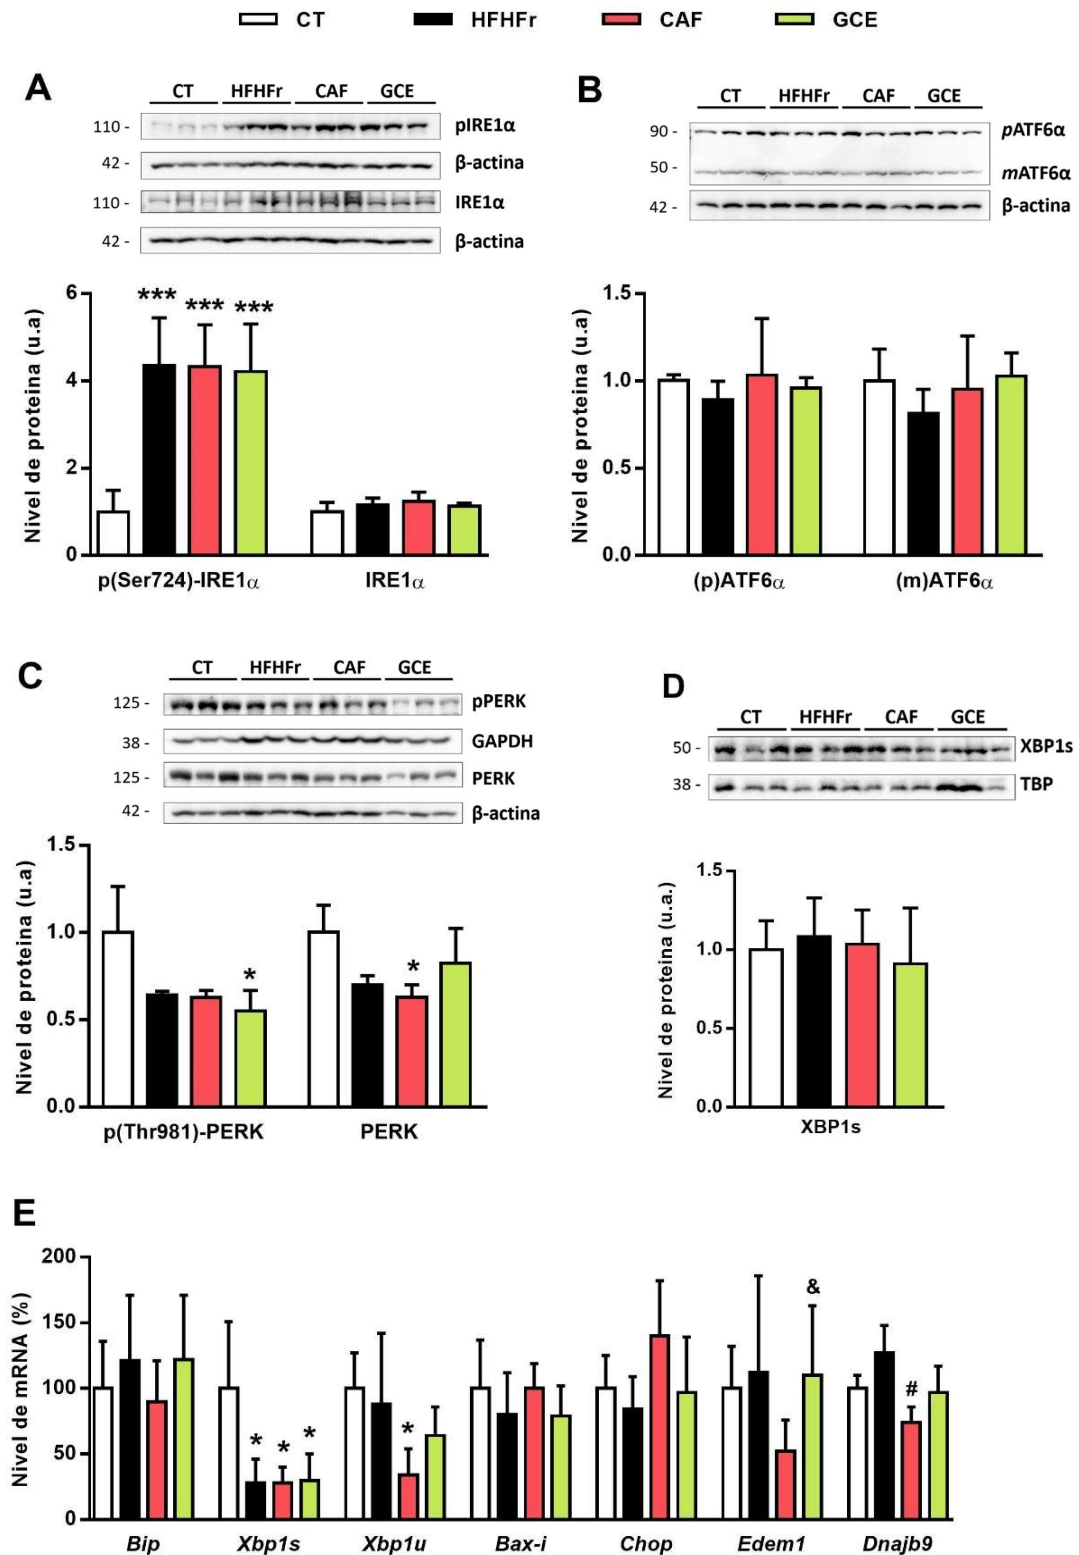 CT HFHFr CAF GCE
A
CT HFHFr CAF GCE
110 - pIRE1α
42 - β-actina
110 - IRE1α
42 - β-actina
Nivel de proteina (u.a)
6
4
2
0
*** *** ***
p(Ser724)-IRE1α IRE1α
B
CT HFHFr CAF GCE
90 - pATF6α
50 - mATF6α
42 - β-actina
Nivel de proteina (u.a)
1.5
1.0
0.5
0.0
(p)ATF6α (m)ATF6α
C
CT HFHFr CAF GCE
125 - pPERK
38 - GAPDH
125 - PERK
42 - β-actina
Nivel de proteina (u.a)
1.5
1.0
0.5
0.0
* *
p(Thr981)-PERK PERK
D
CT HFHFr CAF GCE
50 - XBP1s
38 - TBP
Nivel de proteina (u.a.)
1.5
1.0
0.5
0.0
XBP1s
E
Nivel de mRNA (%)
200
150
100
50
0
* * * * & #
Bip Xbp1s Xbp1u Bax-i Chop Edem1 Dnajb9